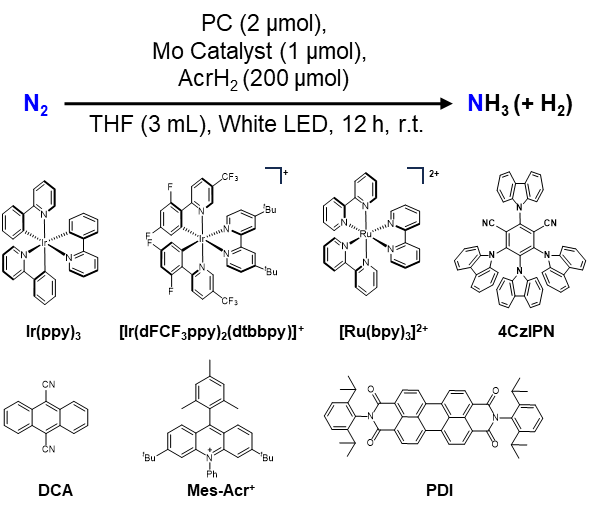 PC (2 μmol),
Mo Catalyst (1 μmol),
AcrH₂ (200 μmol)
N₂ NH₃ (+ H₂)
THF (3 mL), White LED, 12 h, r.t.
N Ir N N
Ir(ppy)₃
F CF₃ ᵗBu N N Ir F F N N F CF₃ ᵗBu ⁺
[Ir(dFCF₃ppy)₂(dtbbpy)]⁺
N N N Ru N N N 2+
[Ru(bpy)₃]²⁺
N NC CN N N N
4CzIPN
CN CN
DCA
ᵗBu N⁺ ᵗBu Ph
Mes-Acr⁺
O O N N O O
PDI